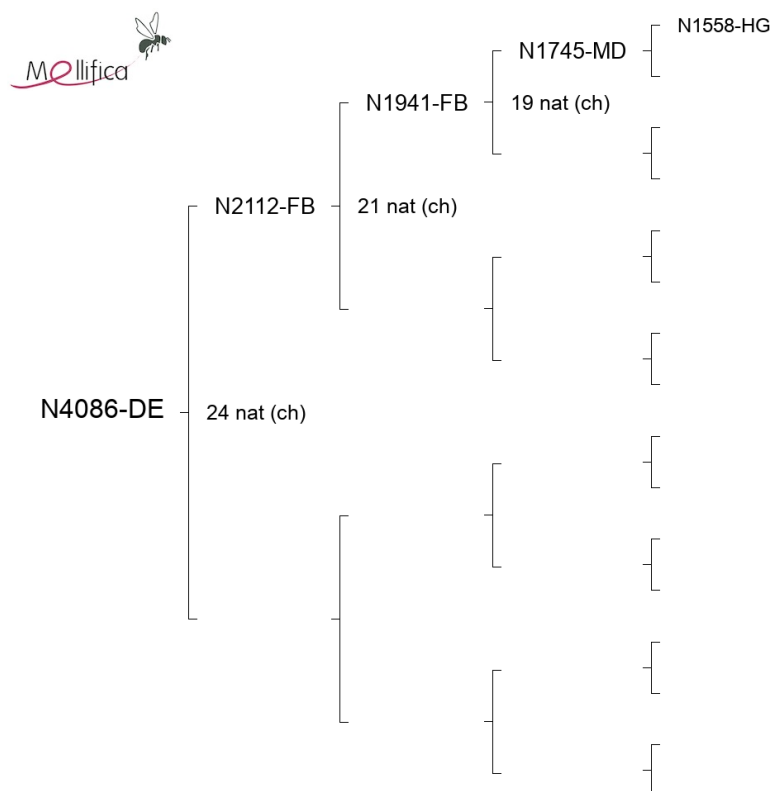 Mellifica
N1558-HG
N1745-MD
N1941-FB
19 nat (ch)
N2112-FB
21 nat (ch)
N4086-DE
24 nat (ch)